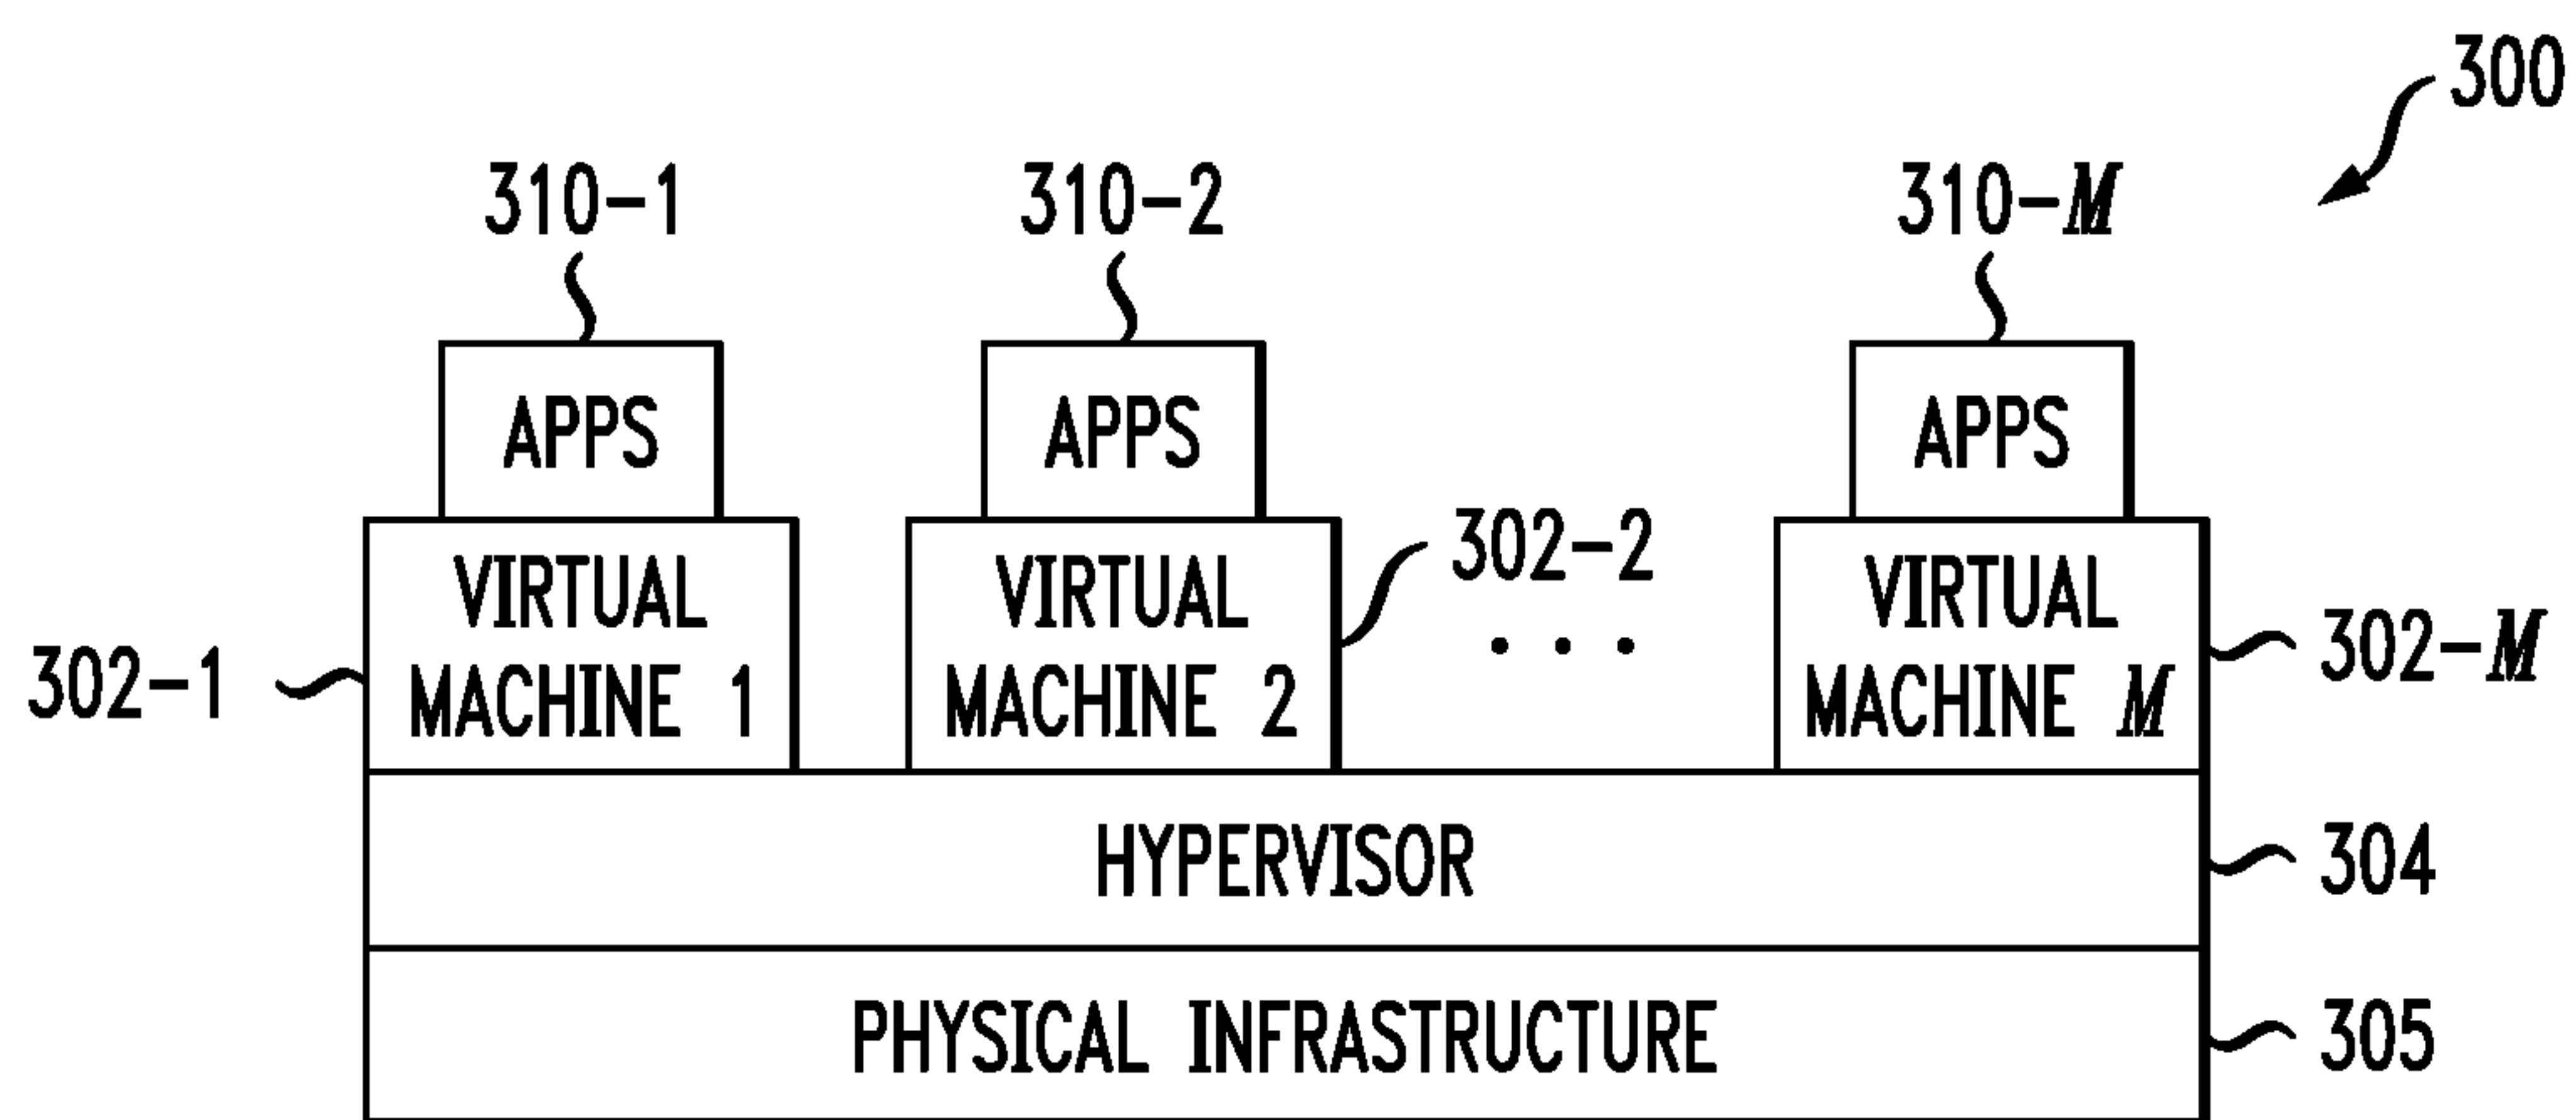 300
310-1
310-2
310-M
APPS
APPS
APPS
302-1
VIRTUAL
MACHINE 1
VIRTUAL
MACHINE 2
302-2
. . .
VIRTUAL
MACHINE M
302-M
HYPERVISOR
304
PHYSICAL INFRASTRUCTURE
305